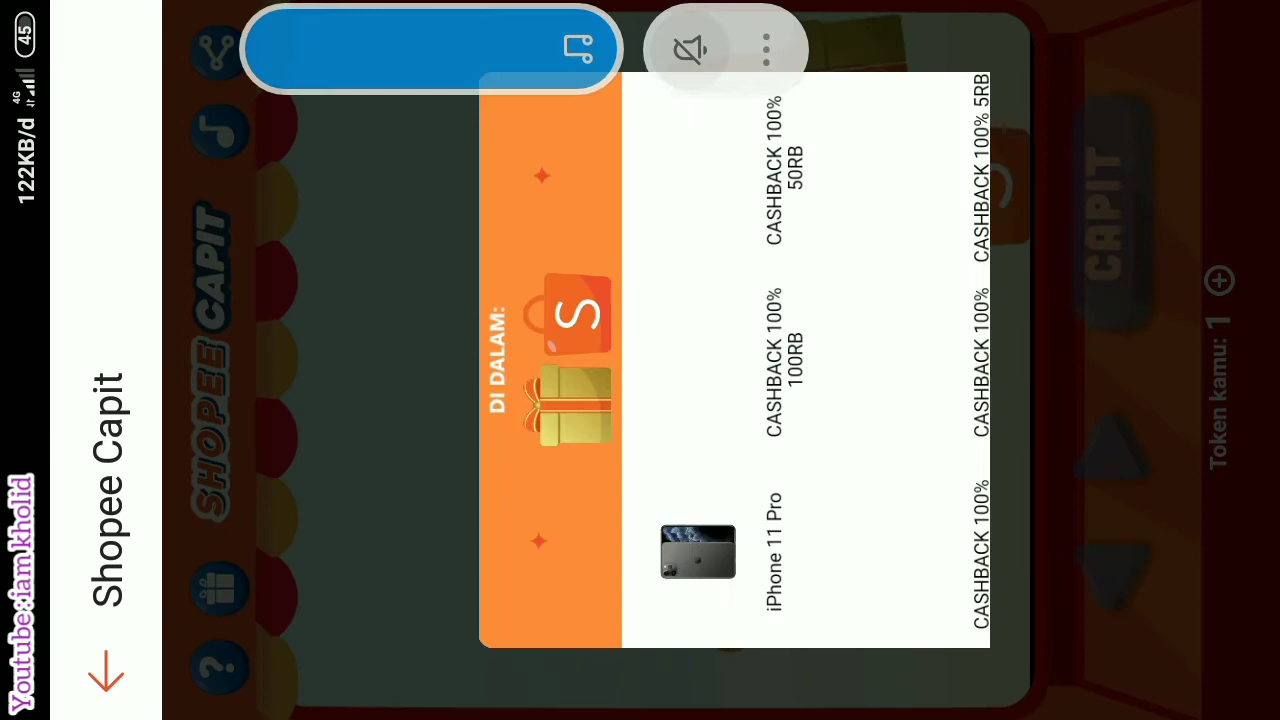 122KB/d 4G 45
Youtube:iam kholid
Shopee Capit
SHOPEE CAPIT
DI DALAM:
S
iPhone 11 Pro
CASHBACK 100%
100RB
CASHBACK 100%
50RB
CASHBACK 100%
CASHBACK 100%
CASHBACK 100% 5RB
CAPIT
Token kamu: 1